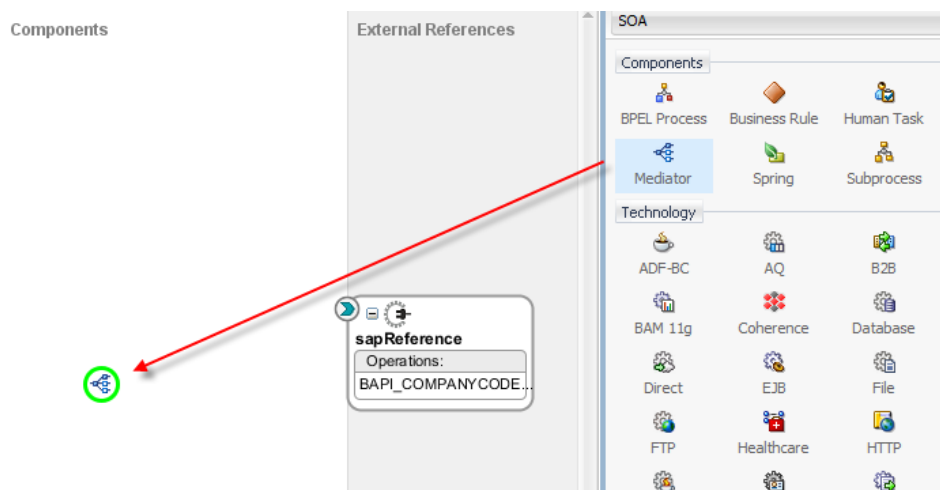 Components
External References
sapReference
Operations:
BAPI_COMPANYCODE...
SOA
Components
BPEL Process
Business Rule
Human Task
Mediator
Spring
Subprocess
Technology
ADF-BC
AQ
B2B
BAM 11g
Coherence
Database
Direct
EJB
File
FTP
Healthcare
HTTP